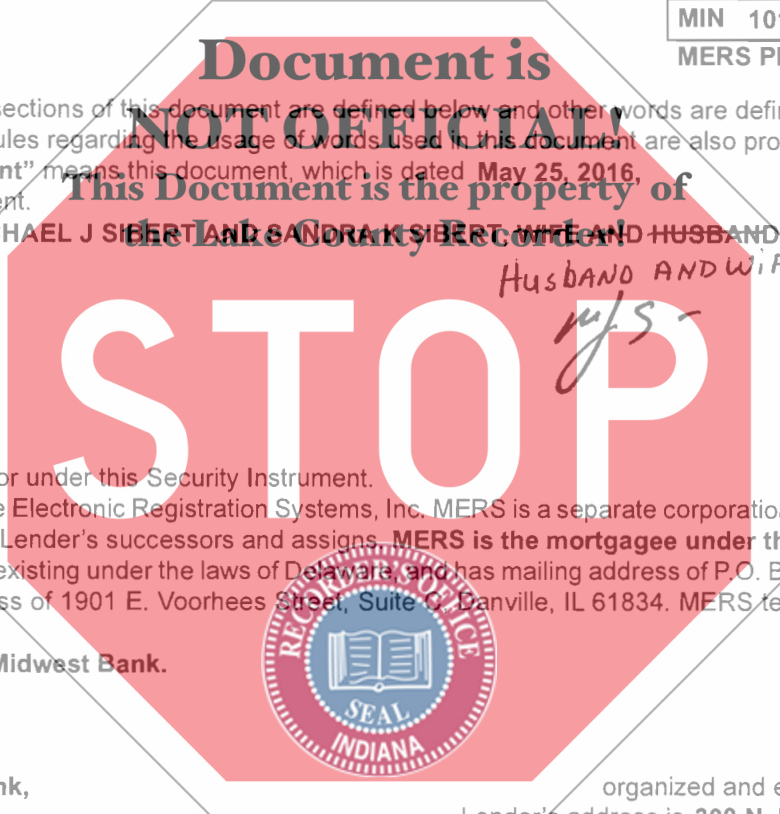 MIN 10
MERS P
Document is
sections of this document are defined below and other words are defin
NOT OFFICIAL!
ules regarding the usage of words used in this document are also pro
nt" means this document, which is dated May 25, 2016,
This Document is the property of
ent.
the Lake County Recorder!
HAEL J SIBERT AND SANDRA K SIBERT, WIFE AND HUSBAND
HUSBAND AND WIF
MJS
STOP
or under this Security Instrument.
e Electronic Registration Systems, Inc. MERS is a separate corporatio
Lender's successors and assigns. MERS is the mortgagee under th
existing under the laws of Delaware, and has mailing address of P.O. B
ss of 1901 E. Voorhees Street, Suite C, Danville, IL 61834. MERS te
RECORDER'S OFFICE
Midwest Bank.
SEAL
INDIANA
nk,
organized and e
Lender's address is 300 N.